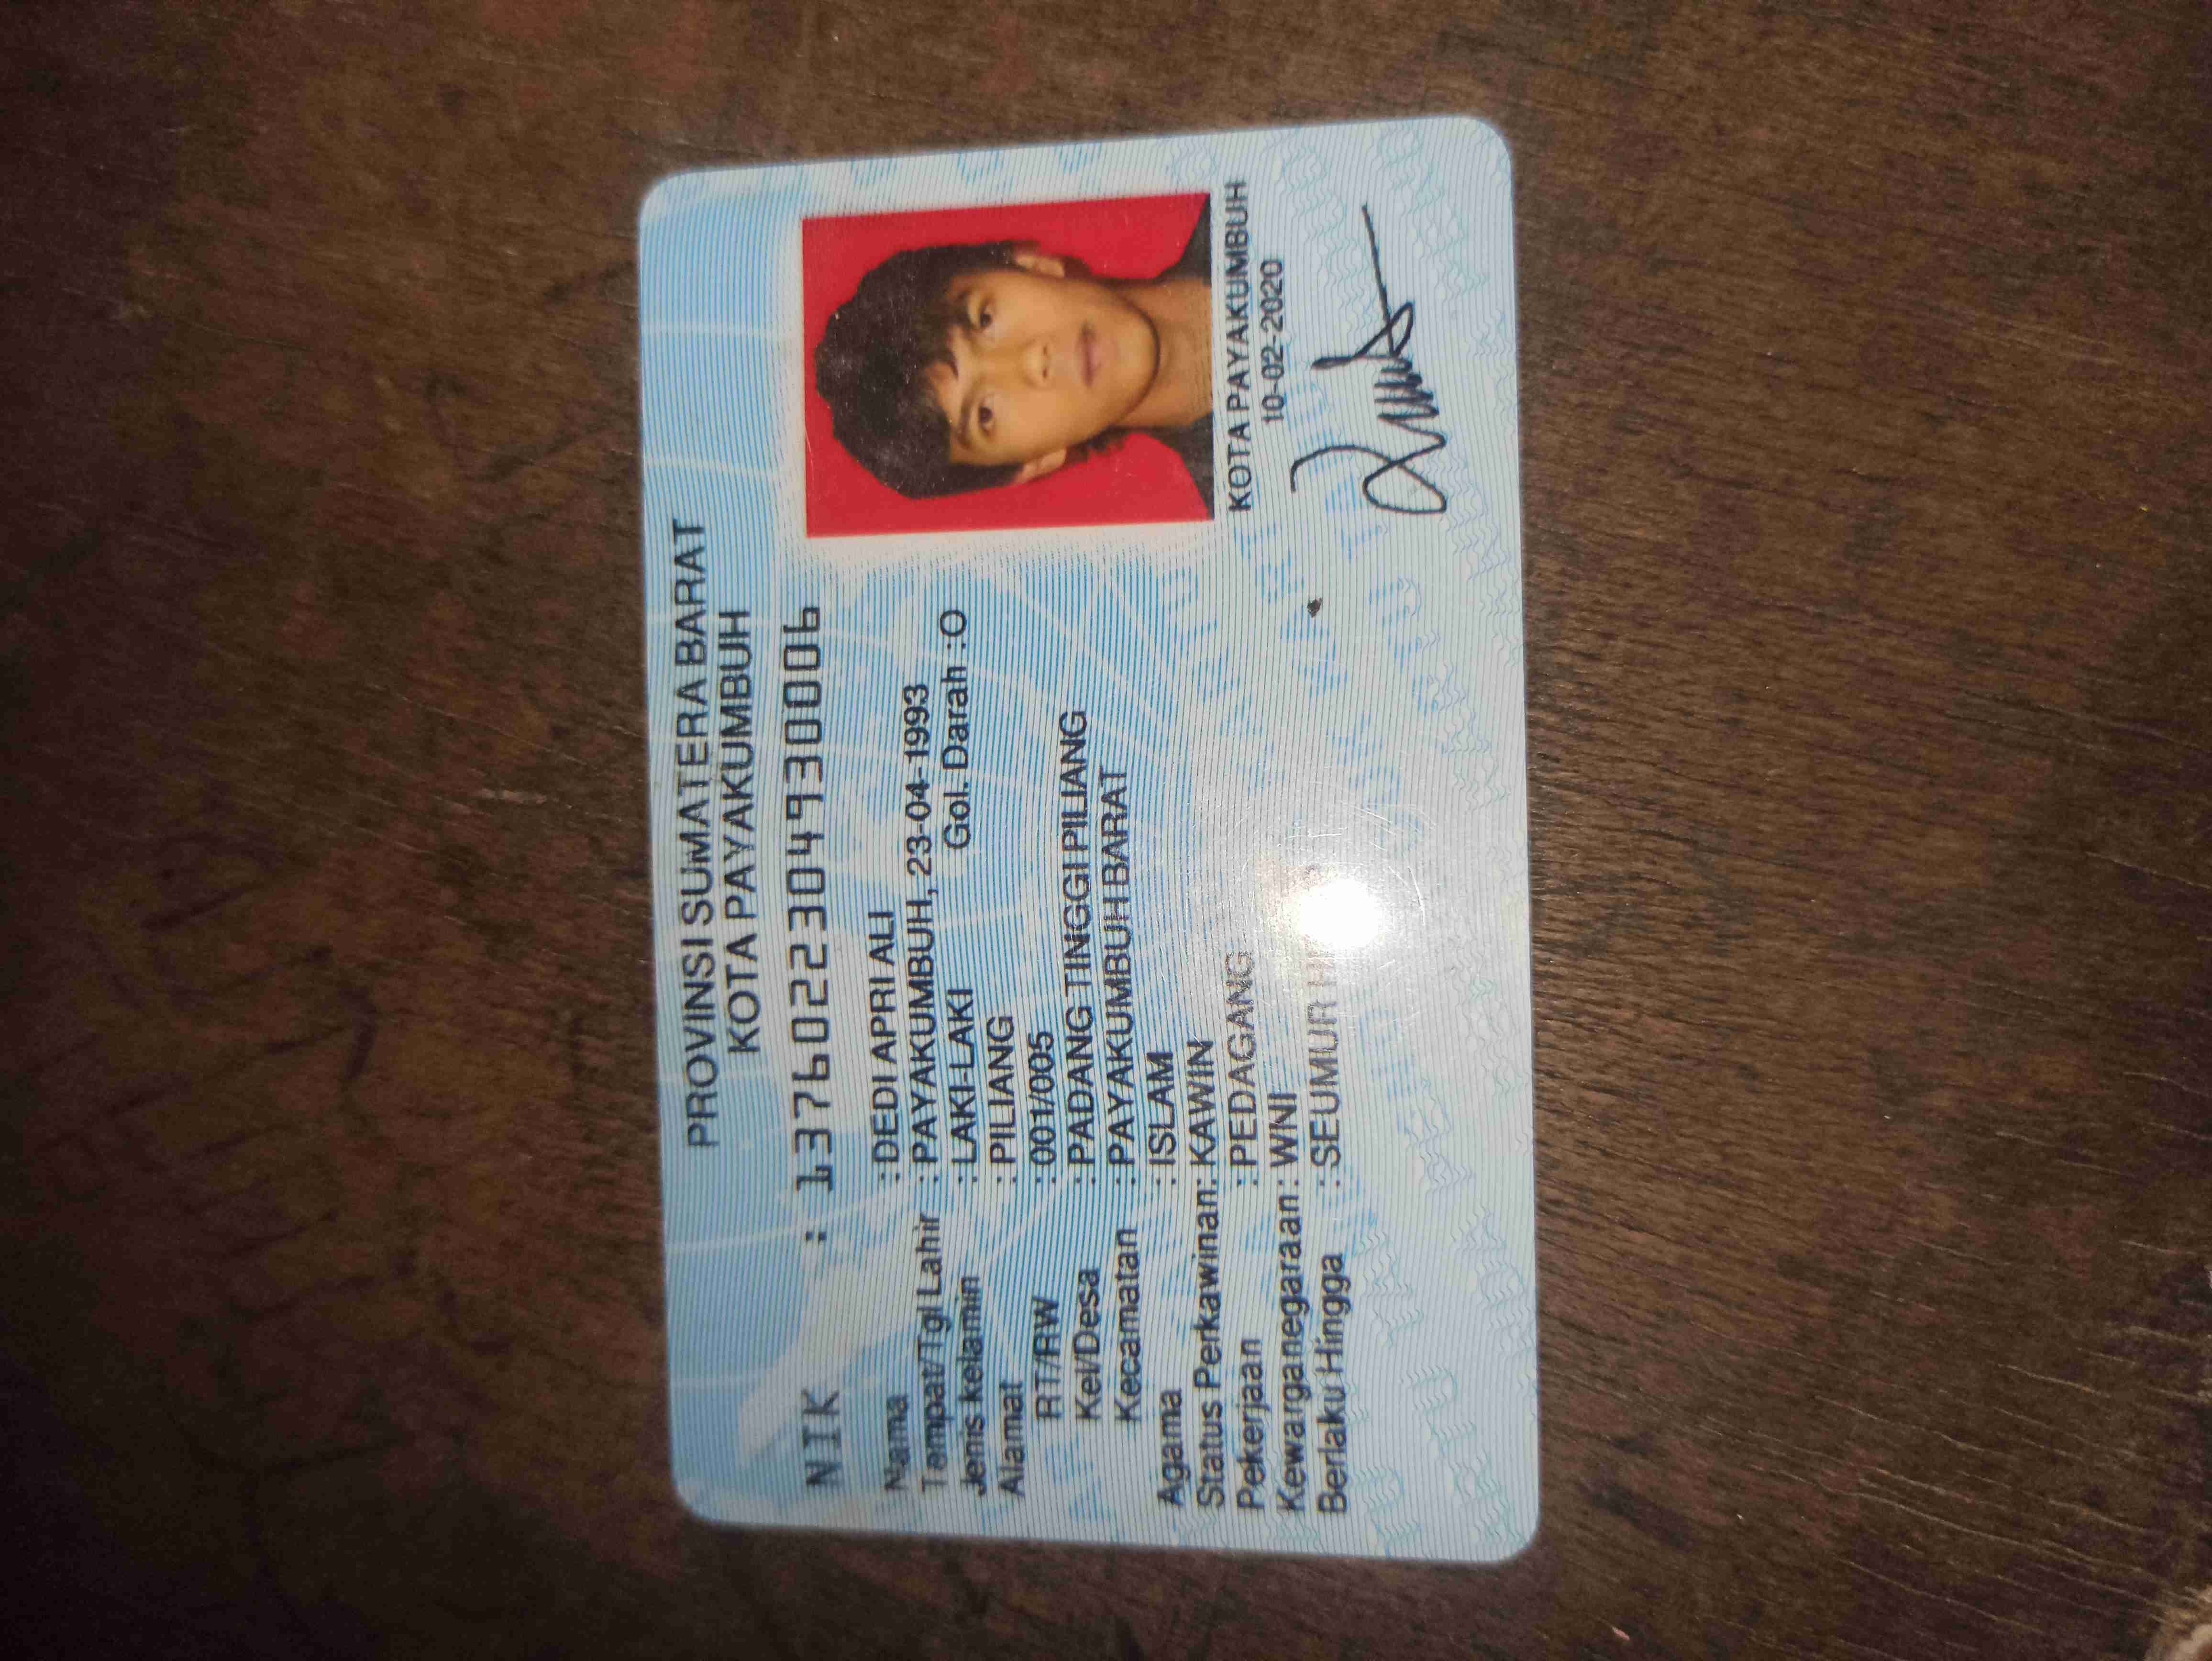 PROVINSI SUMATERA BARAT
KOTA PAYAKUMBUH
NIK : 1376022304930006
Nama : DEDI APRI ALI
Tempat/Tgl Lahir : PAYAKUMBUH, 23-04-1993
Jenis kelamin : LAKI-LAKI Gol. Darah : O
Alamat : PILIANG
RT/RW : 001/005
Kel/Desa : PADANG TINGGI PILIANG
Kecamatan : PAYAKUMBUH BARAT
Agama : ISLAM
Status Perkawinan: KAWIN
Pekerjaan : PEDAGANG
Kewarganegaraan: WNI
Berlaku Hingga : SEUMUR
KOTA PAYAKUMBUH
10-02-2020